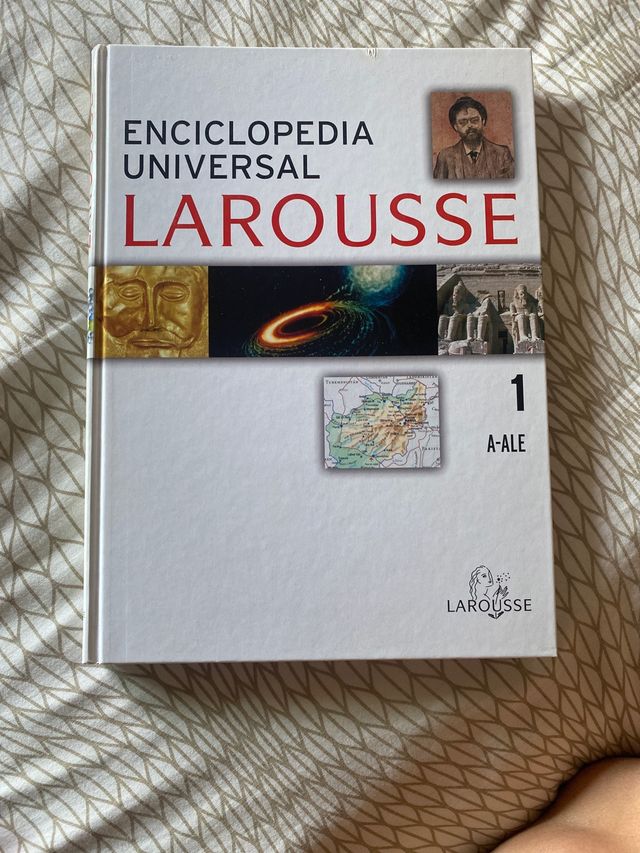 ENCICLOPEDIA
UNIVERSAL
LAROUSSE
1
A-ALE
LAROUSSE